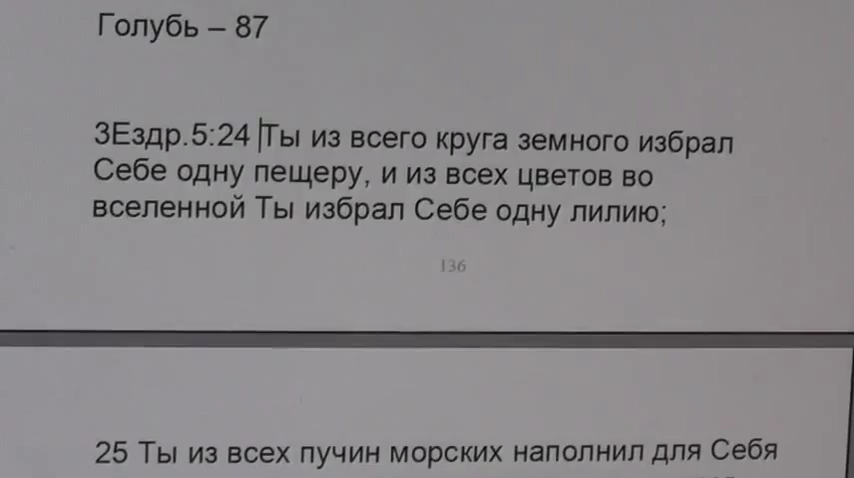 Голубь – 87
3Ездр.5:24 Ты из всего круга земного избрал
Себе одну пещеру, и из всех цветов во
вселенной Ты избрал Себе одну лилию;
136
25 Ты из всех пучин морских наполнил для Себя